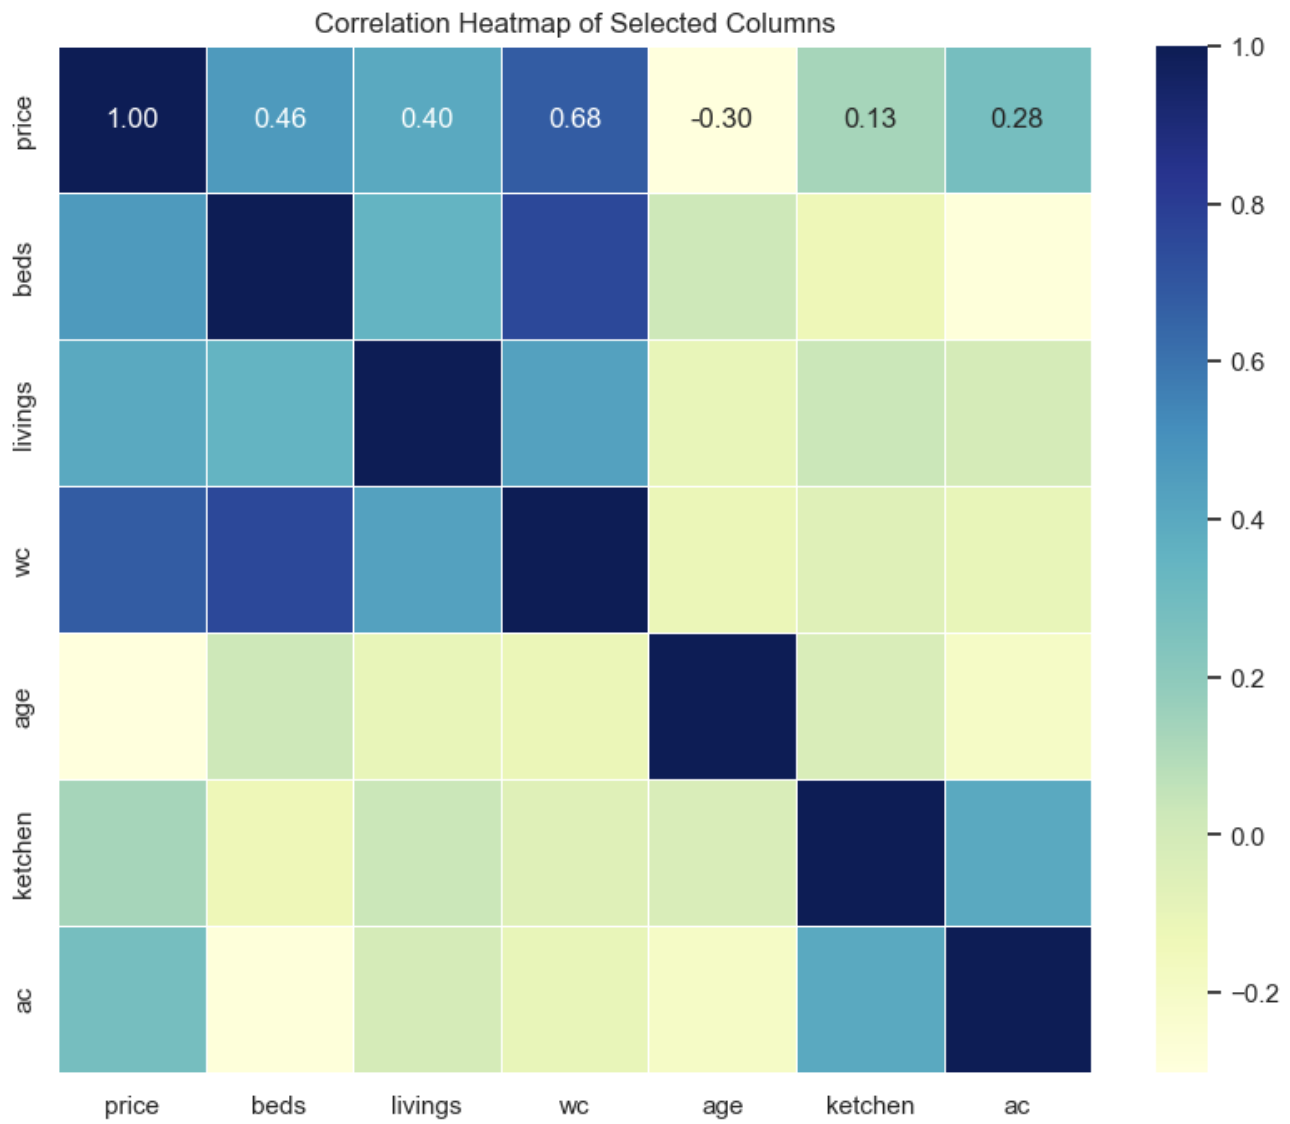 Correlation Heatmap of Selected Columns
price 1.00 0.46 0.40 0.68 -0.30 0.13 0.28
beds
livings
wc
age
ketchen
ac
price beds livings wc age ketchen ac
1.0
0.8
0.6
0.4
0.2
0.0
−0.2